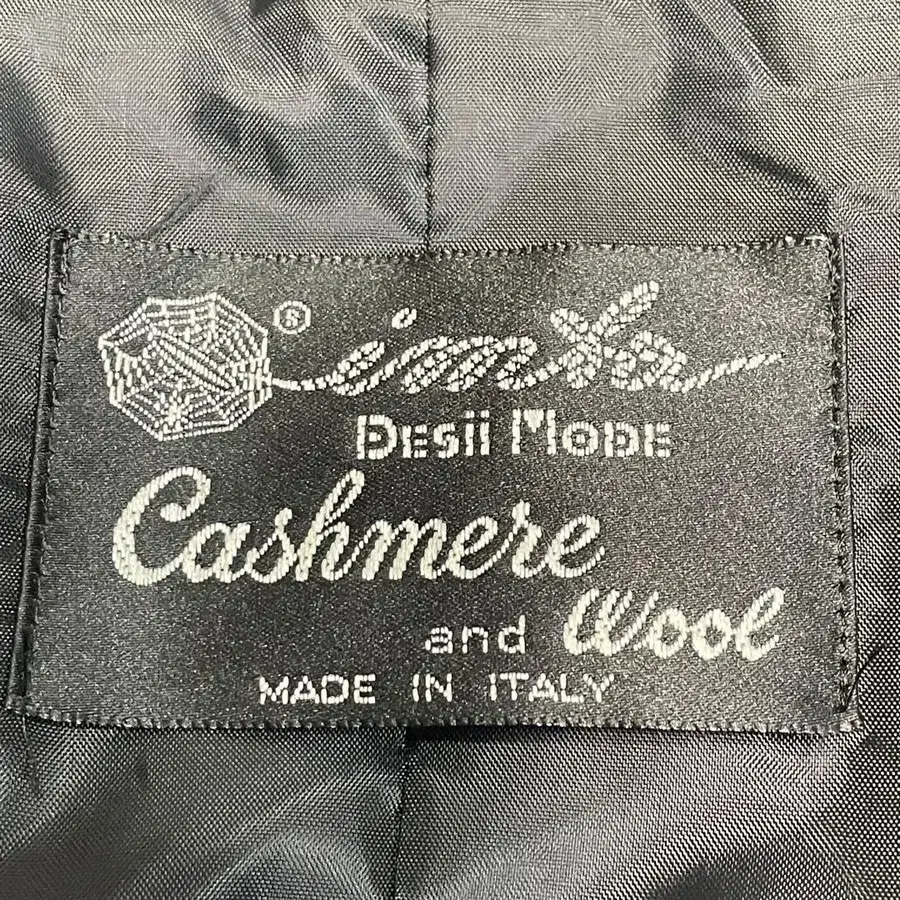 ®
Desii Mode
Cashmere
and Wool
MADE IN ITALY